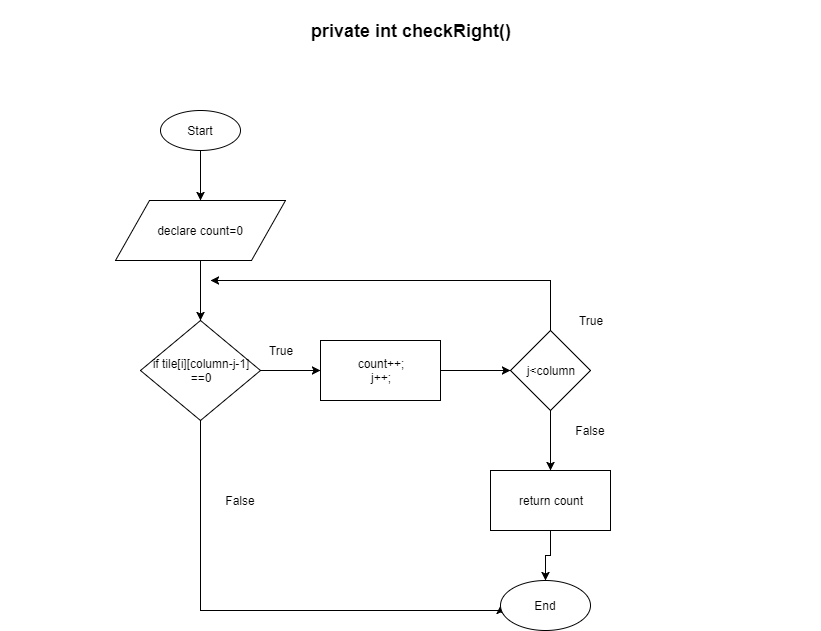 private int checkRight()
Start
declare count=0
if tile[i][column-j-1]
==0
True
count++;
j++;
j<column
True
False
return count
False
End